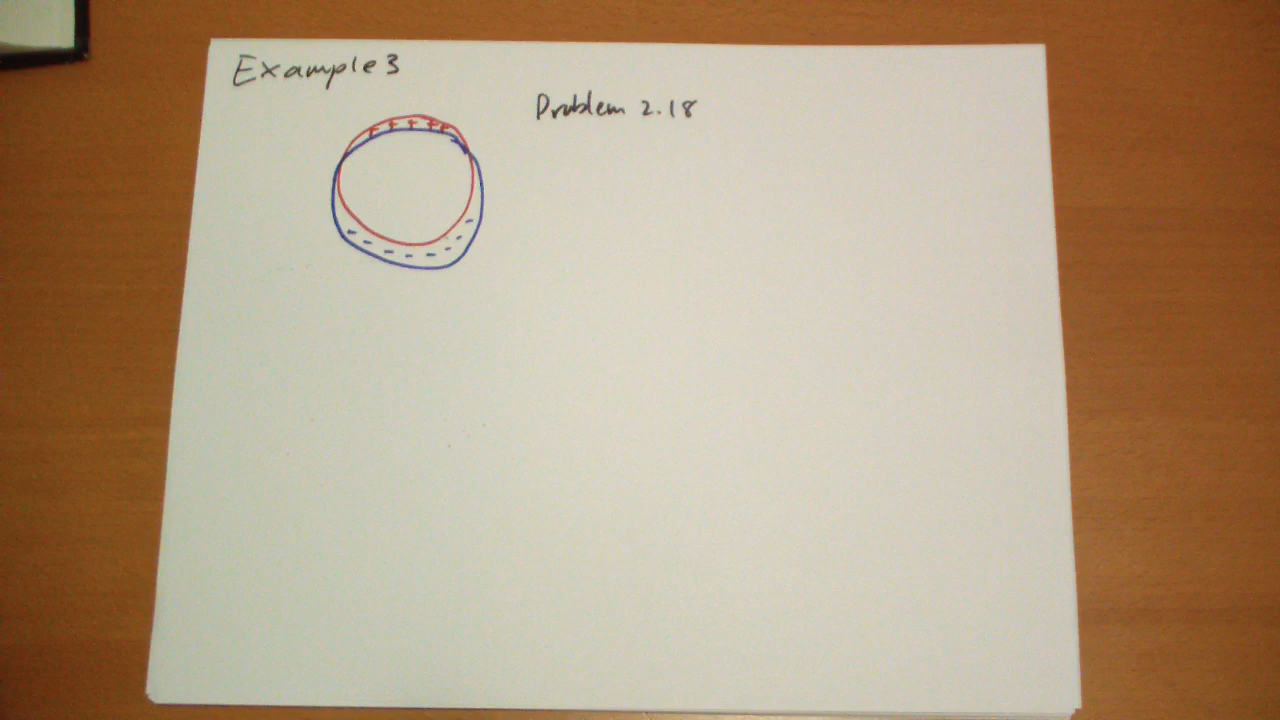 Example 3
Problem 2.18
+ + + + +
- - - - - - - -